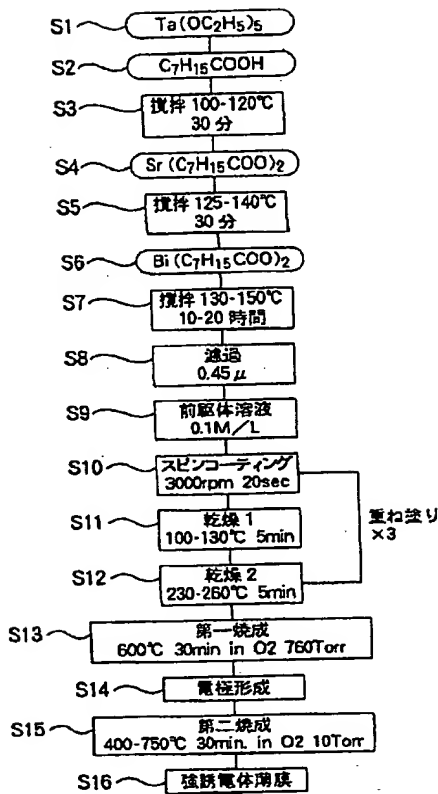 S1
Ta(OC2H5)5
S2
C7H15COOH
S3
攪拌 100-120℃
30分
S4
Sr(C7H15COO)2
S5
攪拌 125-140℃
30分
S6
Bi(C7H15COO)2
S7
攪拌 130-150℃
10-20 時間
S8
濾過
0.45μ
S9
前駆体溶液
0.1M/L
S10
スピンコーティング
3000rpm 20sec
S11
乾燥1
100-130℃ 5min
重ね塗り
×3
S12
乾燥2
230-260℃ 5min
S13
第一焼成
600℃ 30min in O2 760Torr
S14
電極形成
S15
第二焼成
400-750℃ 30min. in O2 10Torr
S16
強誘電体薄膜